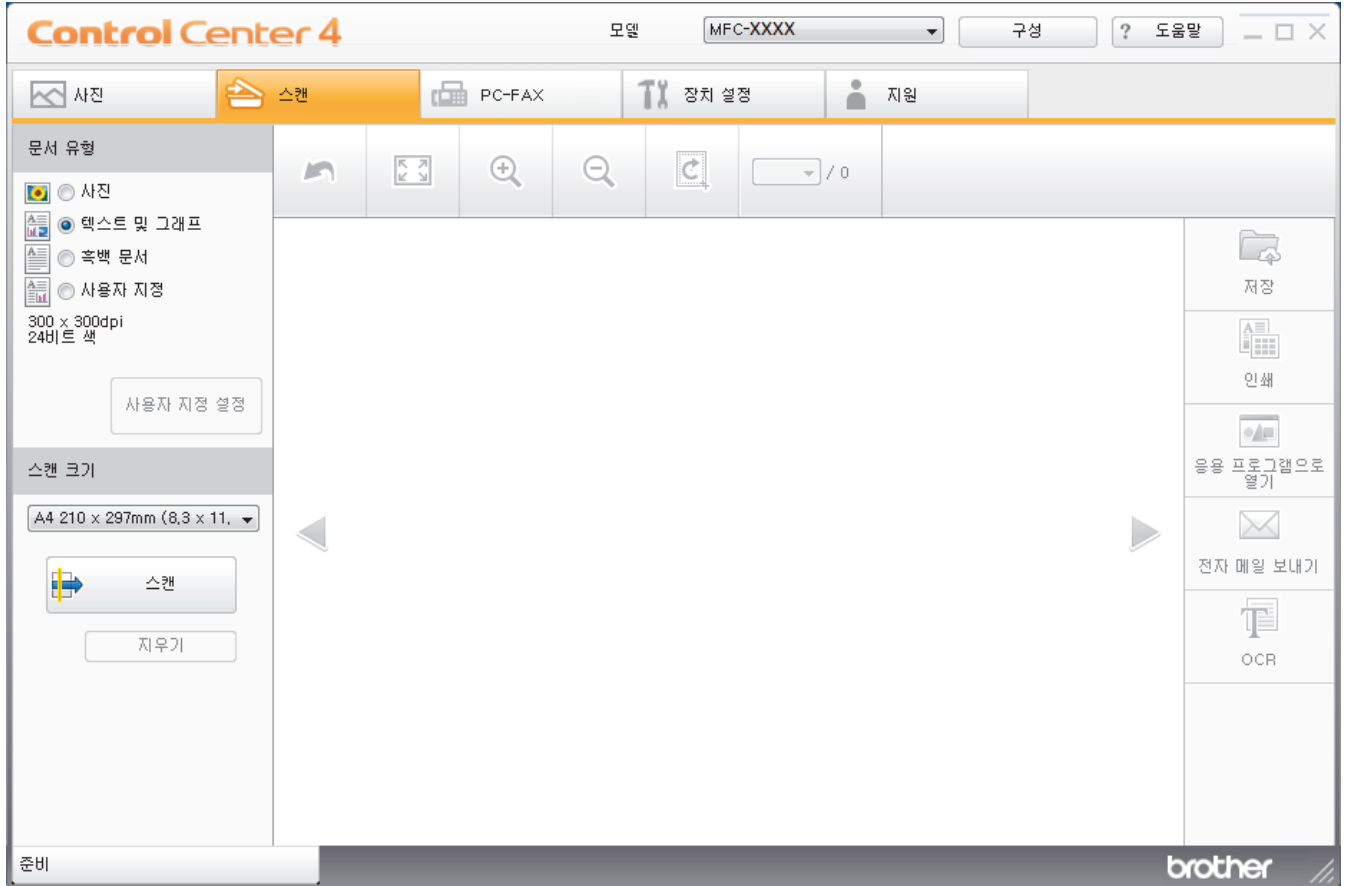 Control Center 4
모델
MFC-XXXX
구성
? 도움말
사진
스캔
PC-FAX
장치 설정
지원
문서 유형
사진
텍스트 및 그래프
흑백 문서
사용자 지정
300 x 300dpi
24비트 색
사용자 지정 설정
스캔 크기
A4 210 x 297mm (8.3 x 11.
스캔
지우기
/ 0
저장
인쇄
응용 프로그램으로
열기
전자 메일 보내기
OCR
준비
brother